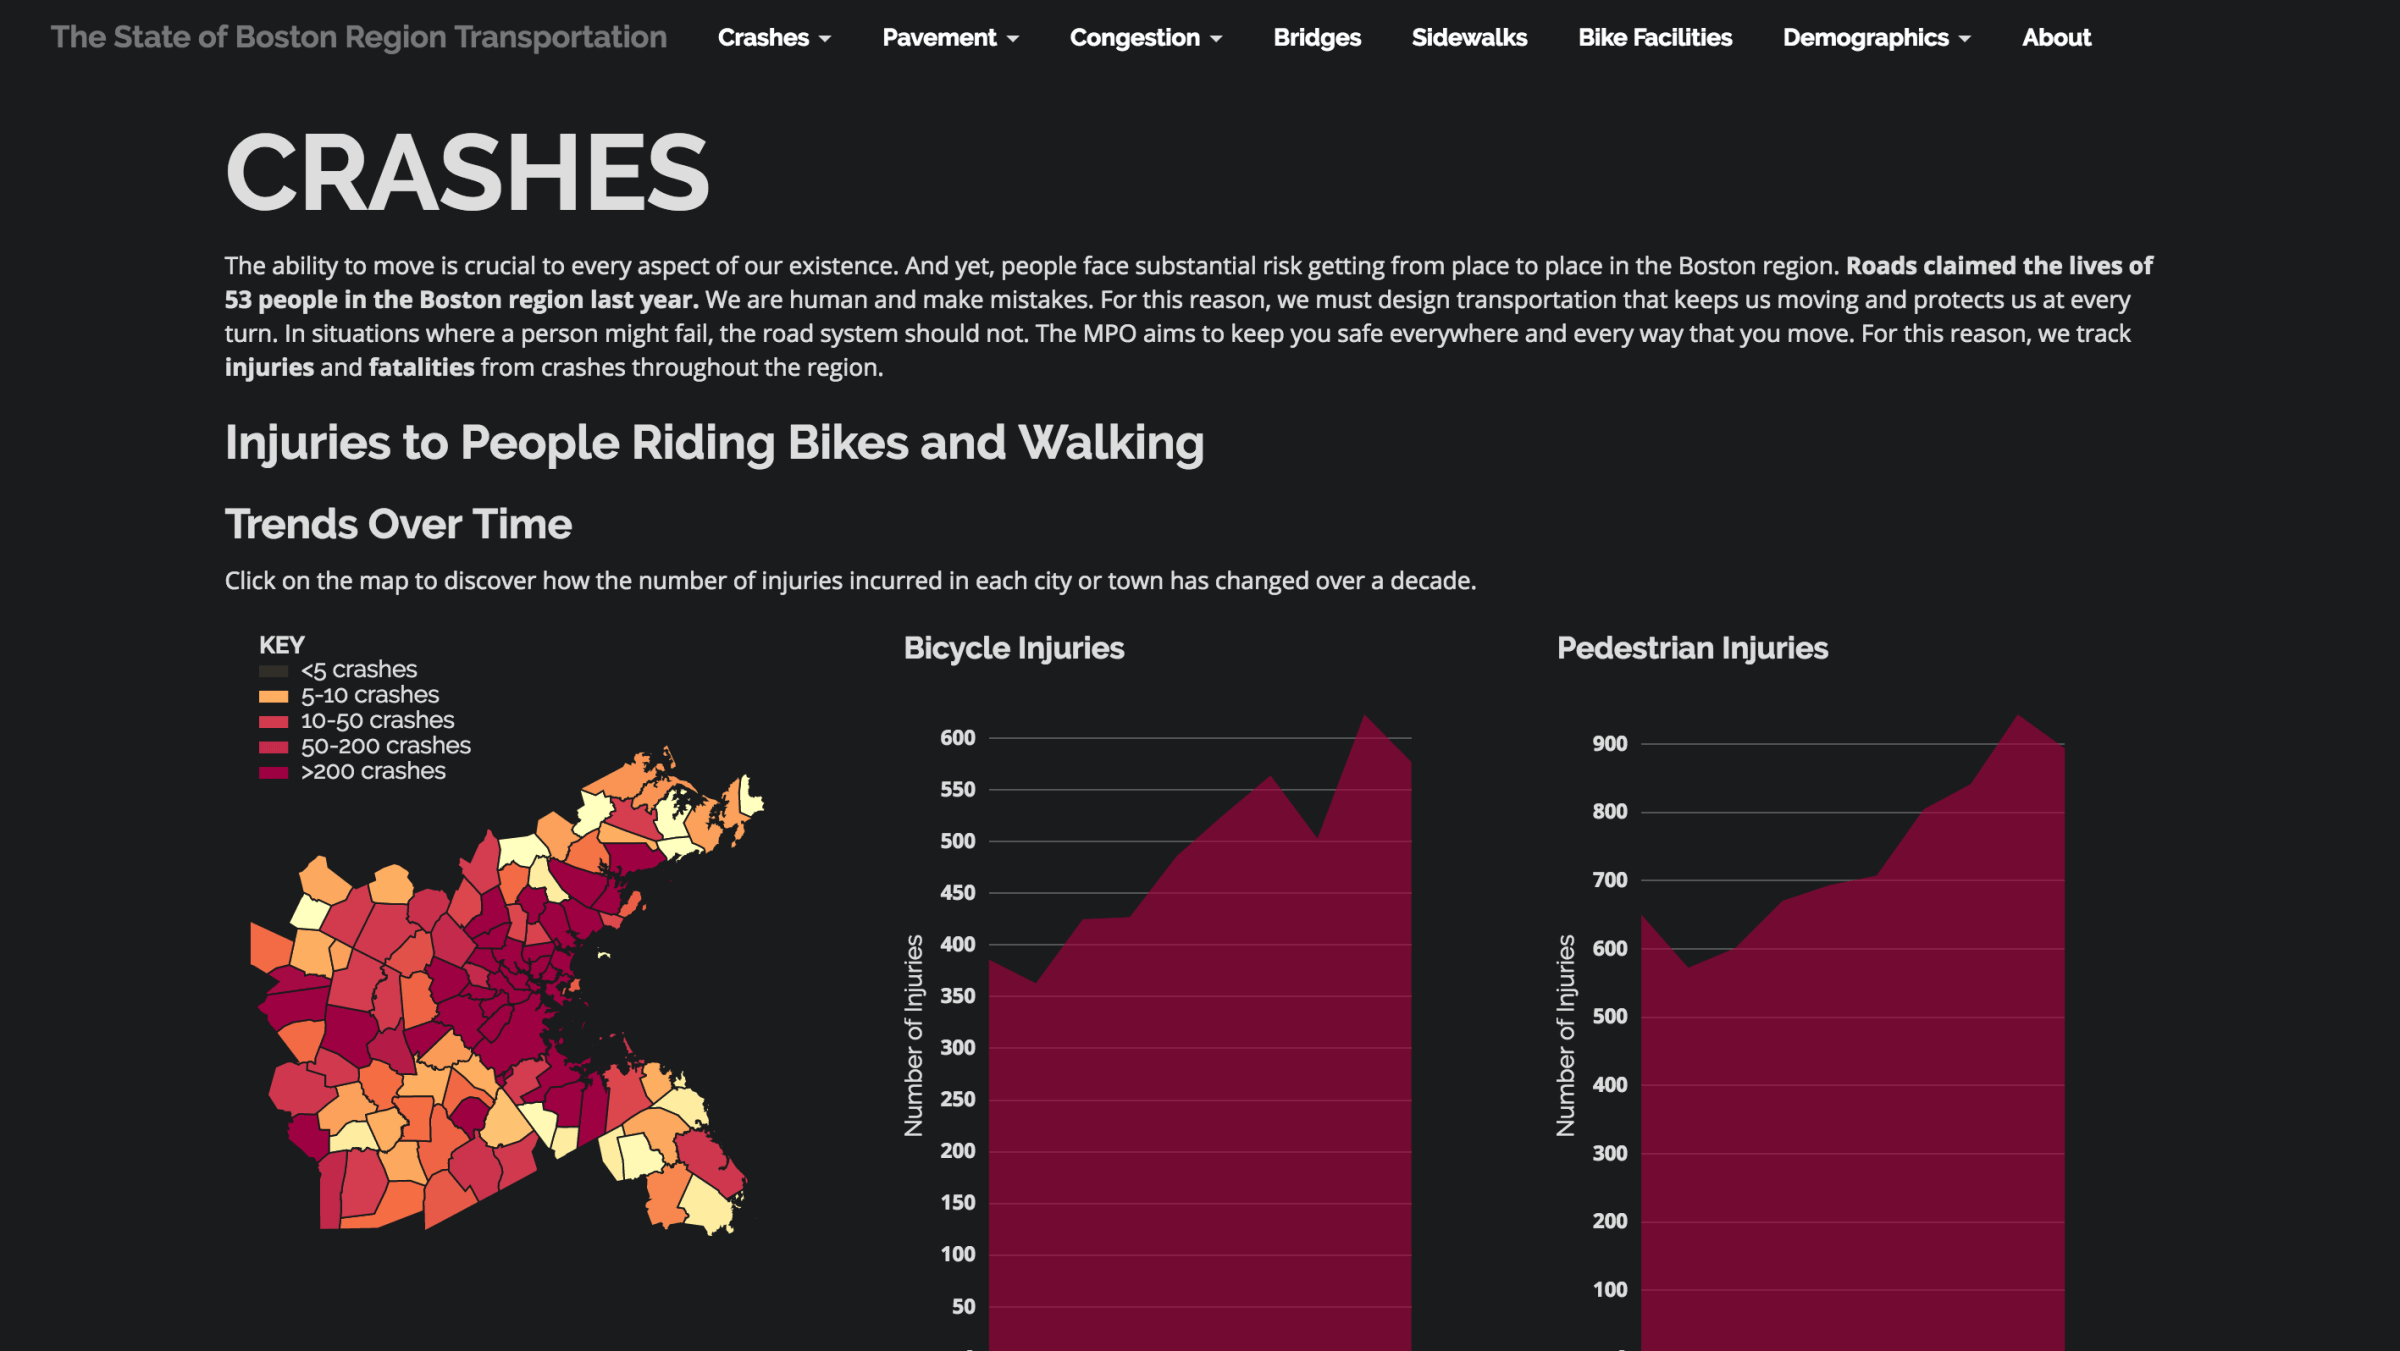 The State of Boston Region Transportation Crashes Pavement Congestion Bridges Sidewalks Bike Facilities Demographics About
CRASHES
The ability to move is crucial to every aspect of our existence. And yet, people face substantial risk getting from place to place in the Boston region. Roads claimed the lives of
53 people in the Boston region last year. We are human and make mistakes. For this reason, we must design transportation that keeps us moving and protects us at every
turn. In situations where a person might fail, the road system should not. The MPO aims to keep you safe everywhere and every way that you move. For this reason, we track
injuries and fatalities from crashes throughout the region.
Injuries to People Riding Bikes and Walking
Trends Over Time
Click on the map to discover how the number of injuries incurred in each city or town has changed over a decade.
KEY
<5 crashes
5-10 crashes
10-50 crashes
50-200 crashes
>200 crashes
Bicycle Injuries
600
550
500
450
400
350
300
250
200
150
100
50
Number of Injuries
Pedestrian Injuries
900
800
700
600
500
400
300
200
100
Number of Injuries